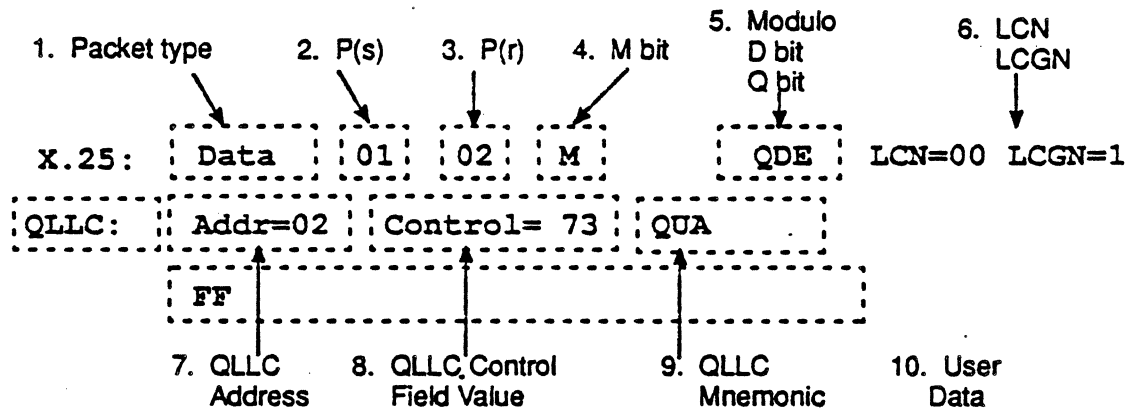 1. Packet type
2. P(s)
3. P(r)
4. M bit
5. Modulo
D bit
Q bit
6. LCN
LCGN
X.25: Data 01 02 M QDE LCN=00 LCGN=1
QLLC: Addr=02 Control= 73 QUA
FF
7. QLLC
Address
8. QLLC Control
Field Value
9. QLLC
Mnemonic
10. User
Data